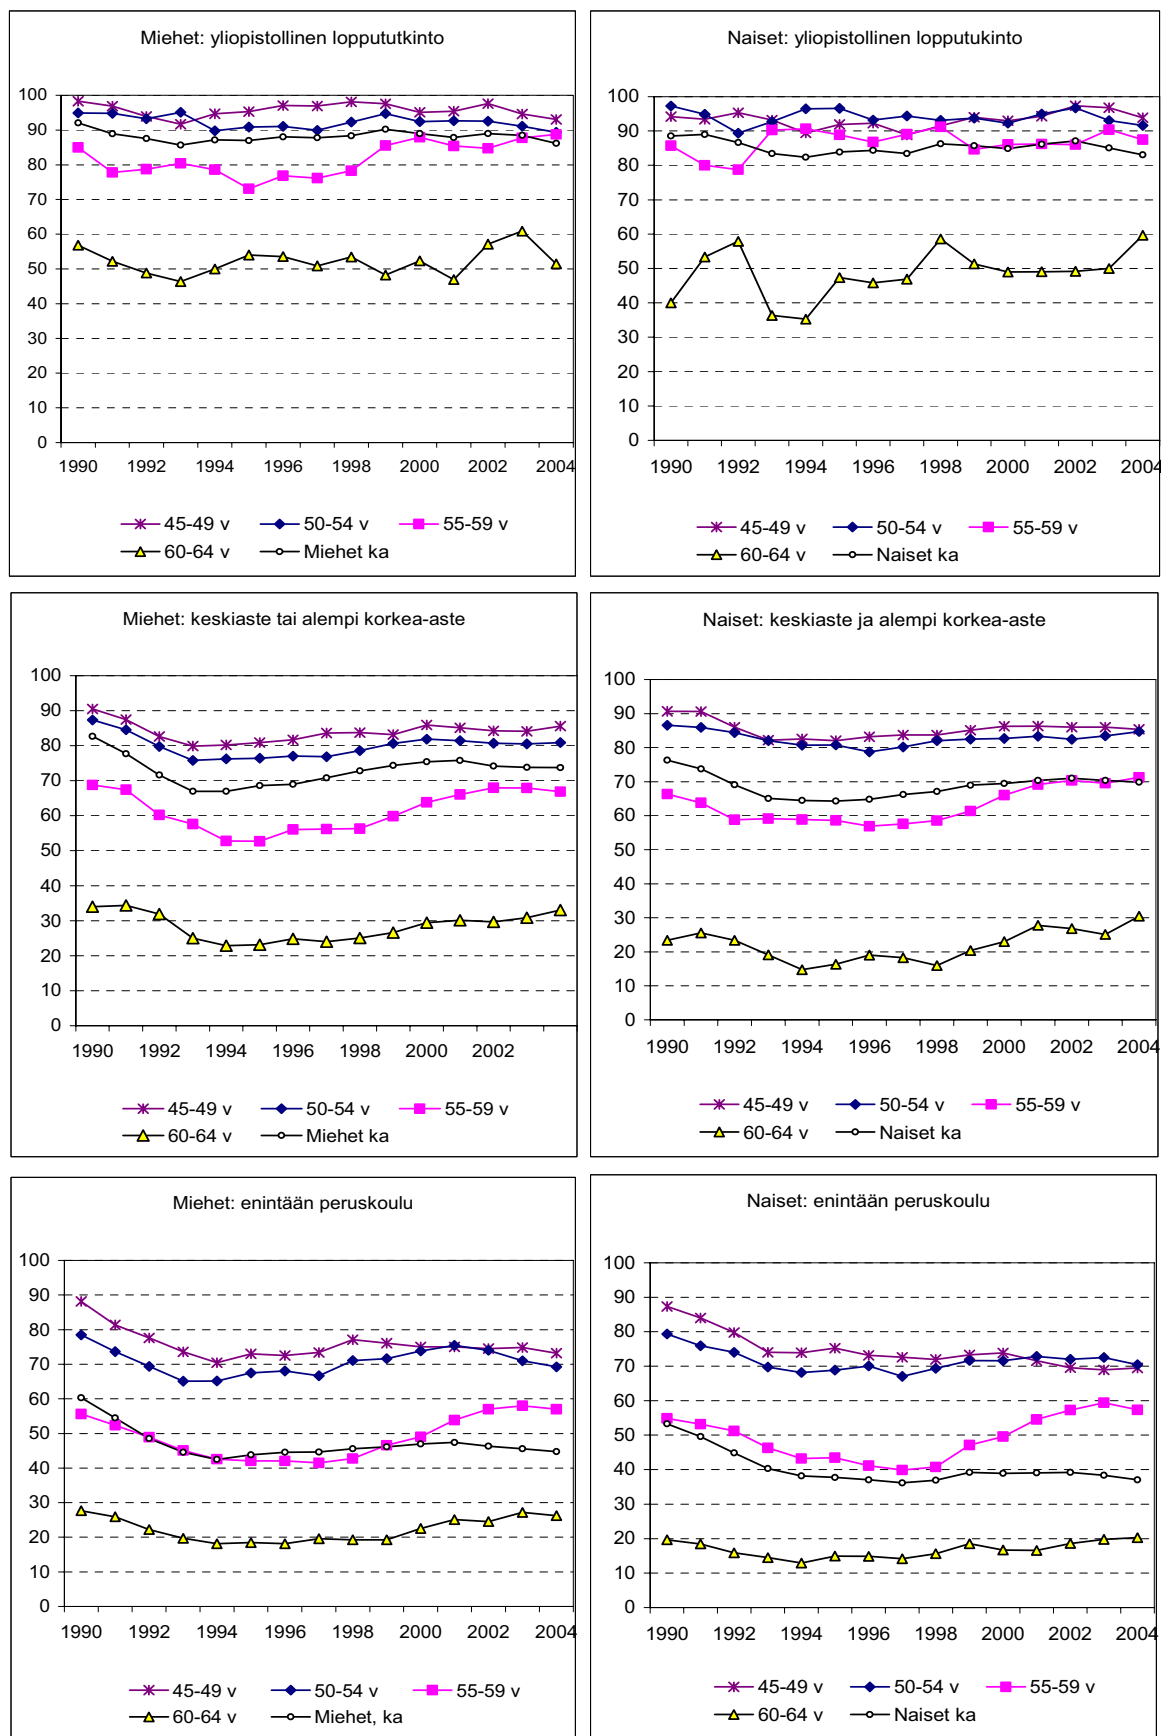 Miehet: yliopistollinen loppututkinto
100
90
80
70
60
50
40
30
20
10
0
1990 1992 1994 1996 1998 2000 2002 2004
45-49 v 50-54 v 55-59 v
60-64 v Miehet ka
Naiset: yliopistollinen lopputukinto
100
90
80
70
60
50
40
30
20
10
0
1990 1992 1994 1996 1998 2000 2002 2004
45-49 v 50-54 v 55-59 v
60-64 v Naiset ka
Miehet: keskiaste tai alempi korkea-aste
100
90
80
70
60
50
40
30
20
10
0
1990 1992 1994 1996 1998 2000 2002
45-49 v 50-54 v 55-59 v
60-64 v Miehet ka
Naiset: keskiaste ja alempi korkea-aste
100
90
80
70
60
50
40
30
20
10
0
1990 1992 1994 1996 1998 2000 2002 2004
45-49 v 50-54 v 55-59 v
60-64 v Naiset ka
Miehet: enintään peruskoulu
100
90
80
70
60
50
40
30
20
10
0
1990 1992 1994 1996 1998 2000 2002 2004
45-49 v 50-54 v 55-59 v
60-64 v Miehet, ka
Naiset: enintään peruskoulu
100
90
80
70
60
50
40
30
20
10
0
1990 1992 1994 1996 1998 2000 2002 2004
45-49 v 50-54 v 55-59 v
60-64 v Naiset ka